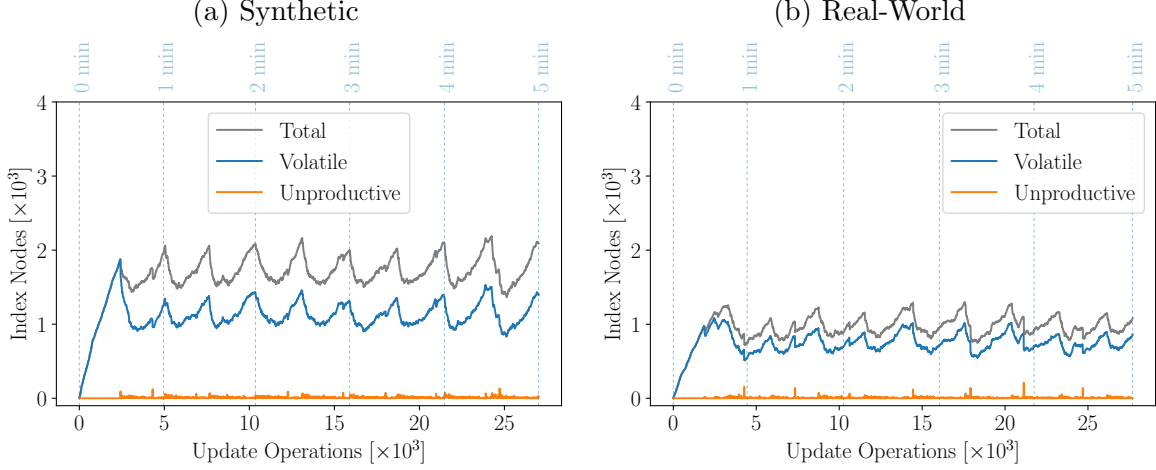 (a) Synthetic
0 min
1 min
2 min
3 min
4 min
5 min
4
3
2
1
0
Index Nodes [×10³]
Total
Volatile
Unproductive
0
5
10
15
20
25
Update Operations [×10³]
(b) Real-World
0 min
1 min
2 min
3 min
4 min
5 min
4
3
2
1
0
Index Nodes [×10³]
Total
Volatile
Unproductive
0
5
10
15
20
25
Update Operations [×10³]